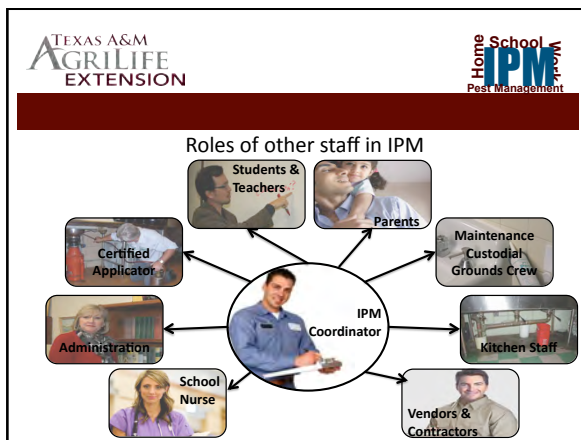 TEXAS A&M
AGRILIFE
EXTENSION
Home
School
Work
IPM
Pest Management
Roles of other staff in IPM
Students &
Teachers
Parents
Certified
Applicator
Maintenance
Custodial
Grounds Crew
IPM
Coordinator
Administration
Kitchen Staff
School
Nurse
Vendors &
Contractors